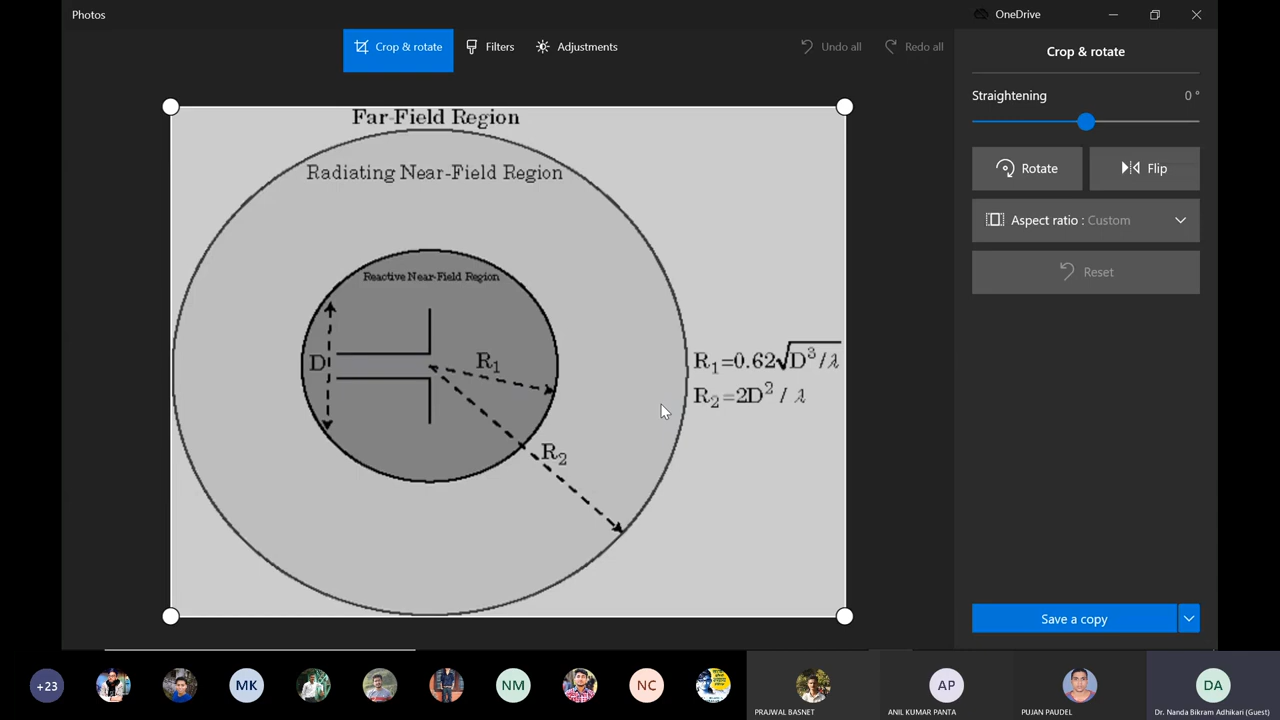 Photos
OneDrive
Crop & rotate
Filters
Adjustments
Undo all
Redo all
Crop & rotate
Straightening
0 °
Rotate
Flip
Aspect ratio : Custom
Reset
Far-Field Region
Radiating Near-Field Region
Reactive Near-Field Region
D
R₁
R₂
R₁=0.62√D³/λ
R₂=2D² / λ
Save a copy
+23
MK
NM
NC
AP
DA
PRAJWAL BASNET
ANIL KUMAR PANTA
PUJAN PAUDEL
Dr. Nanda Bikram Adhikari (Guest)